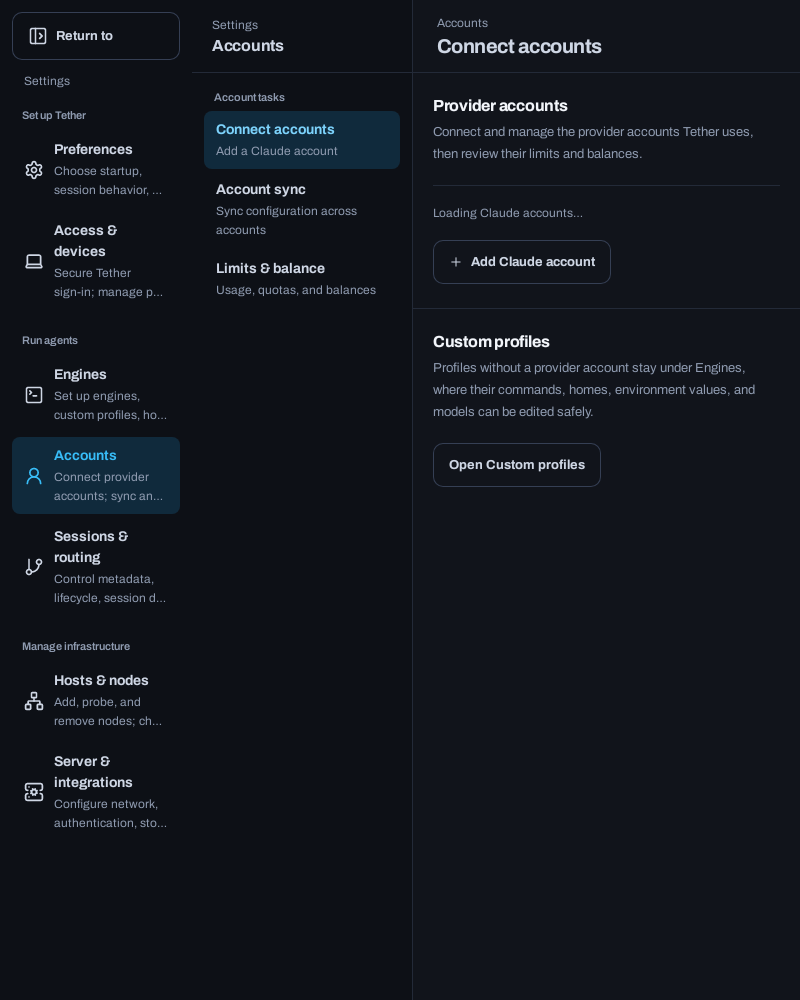 Return to
Settings
Set up Tether
Preferences
Choose startup,
session behavior, ...
Access &
devices
Secure Tether
sign-in; manage p...
Run agents
Engines
Set up engines,
custom profiles, ho...
Accounts
Connect provider
accounts; sync an...
Sessions &
routing
Control metadata,
lifecycle, session d...
Manage infrastructure
Hosts & nodes
Add, probe, and
remove nodes; ch...
Server &
integrations
Configure network,
authentication, sto...
Settings
Accounts
Account tasks
Connect accounts
Add a Claude account
Account sync
Sync configuration across
accounts
Limits & balance
Usage, quotas, and balances
Accounts
Connect accounts
Provider accounts
Connect and manage the provider accounts Tether uses,
then review their limits and balances.
Loading Claude accounts...
Add Claude account
Custom profiles
Profiles without a provider account stay under Engines,
where their commands, homes, environment values, and
models can be edited safely.
Open Custom profiles